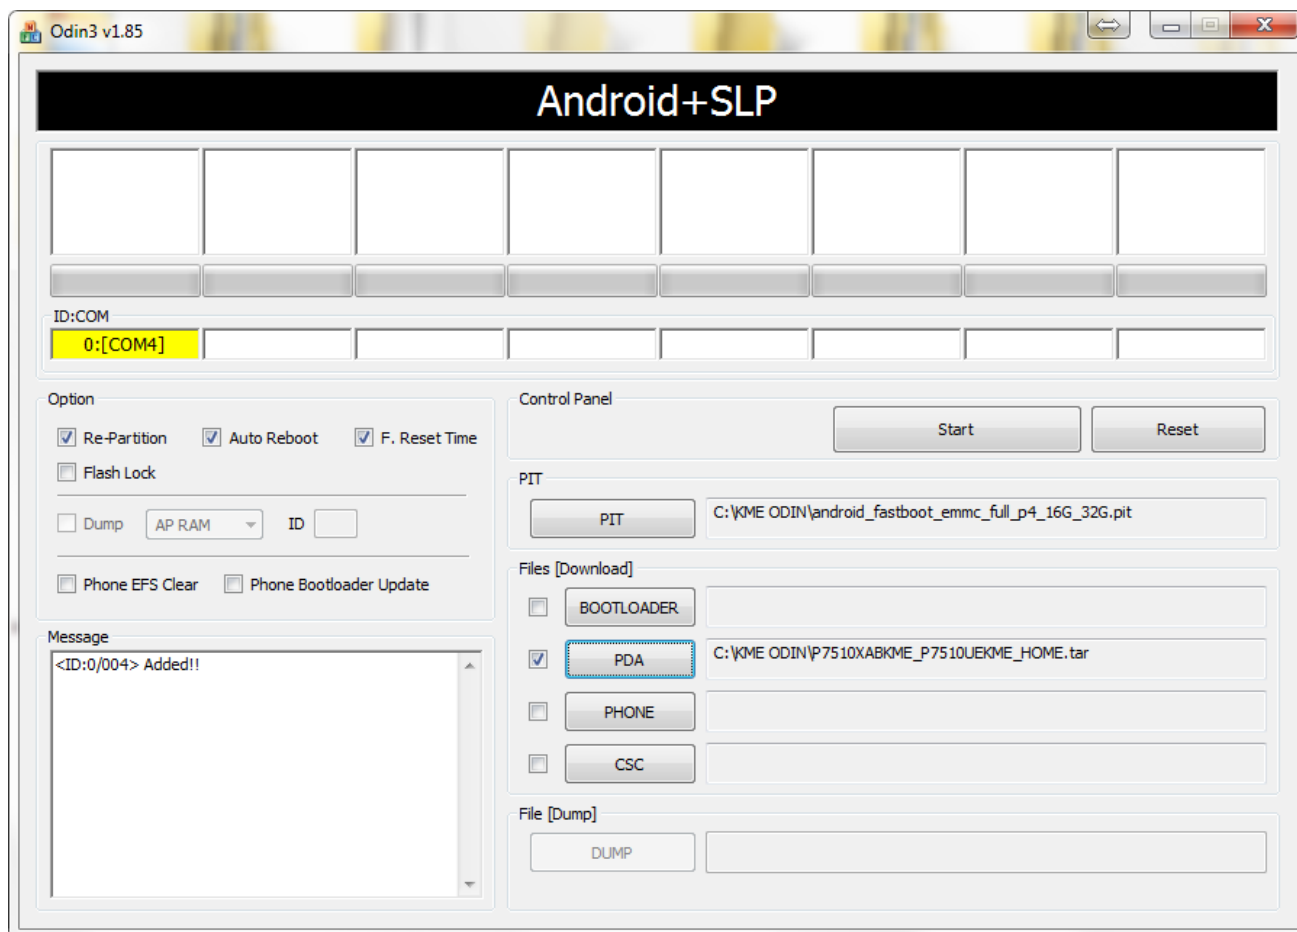 Odin3 v1.85
Android+SLP
ID:COM
0:[COM4]
Option
Re-Partition Auto Reboot F. Reset Time
Flash Lock
Dump AP RAM ID
Phone EFS Clear Phone Bootloader Update
Message
<ID:0/004> Added!!
Control Panel
Start Reset
PIT
PIT C:\KME ODIN\android_fastboot_emmc_full_p4_16G_32G.pit
Files [Download]
BOOTLOADER
PDA C:\KME ODIN\P7510XABKME_P7510UEKME_HOME.tar
PHONE
CSC
File [Dump]
DUMP